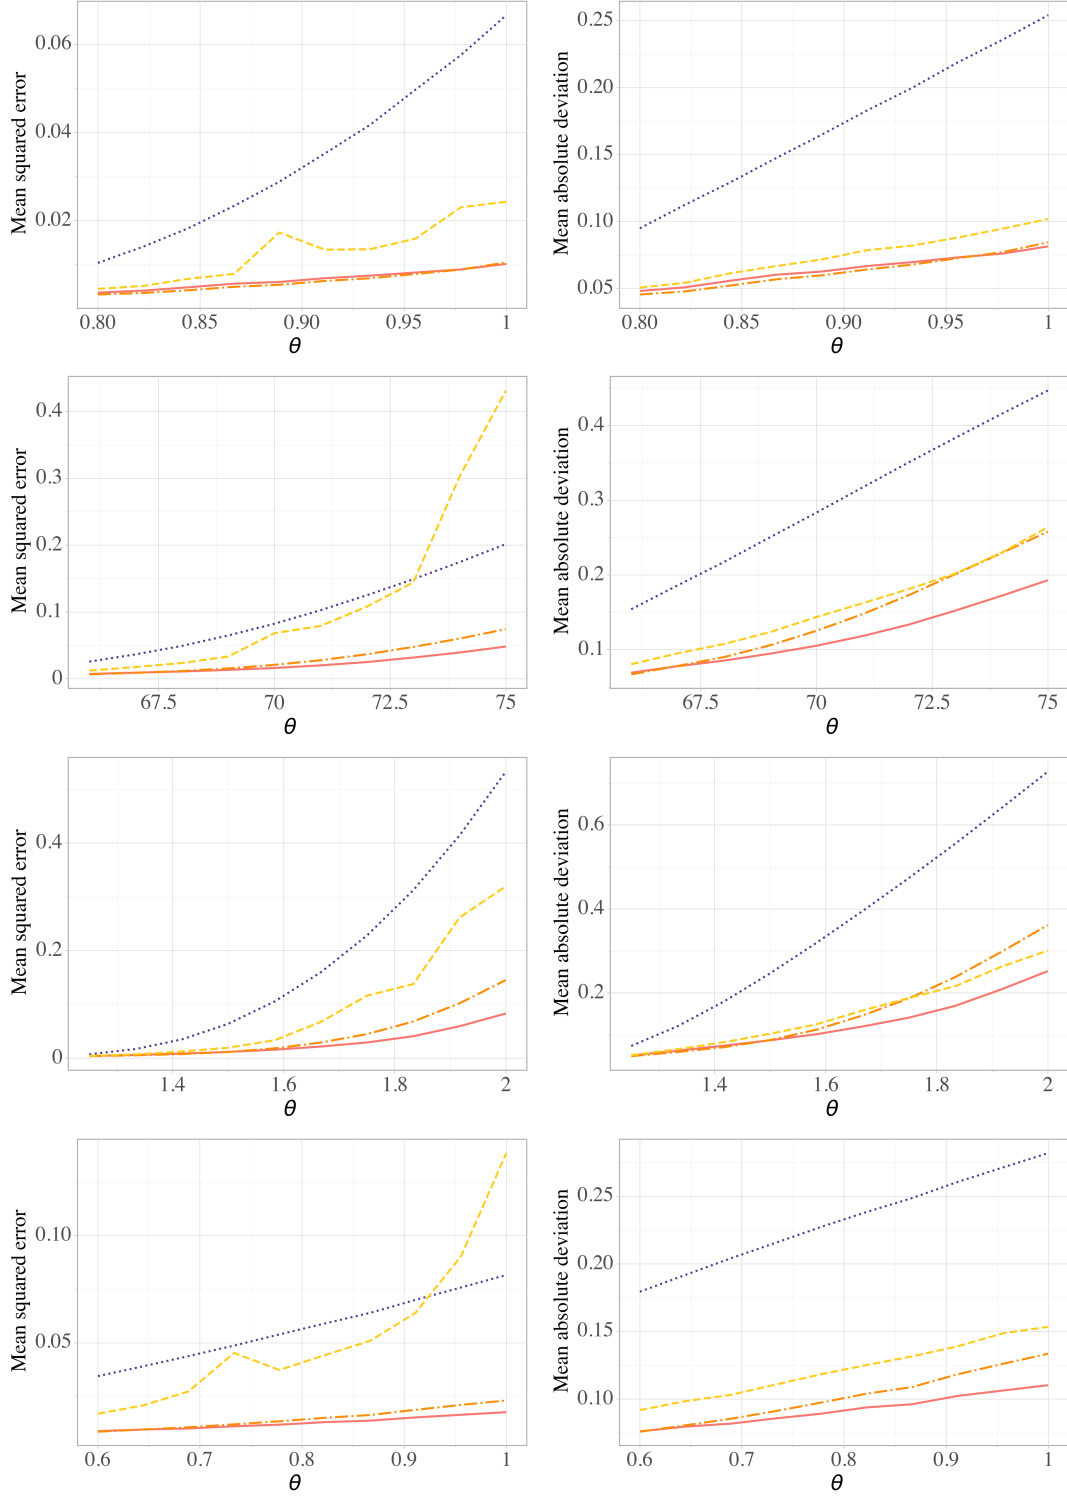 Mean squared error
0.06
0.04
0.02
0.80 0.85 0.90 0.95 1
θ
Mean absolute deviation
0.25
0.20
0.15
0.10
0.05
0.80 0.85 0.90 0.95 1
θ
Mean squared error
0.4
0.3
0.2
0.1
0
67.5 70 72.5 75
θ
Mean absolute deviation
0.4
0.3
0.2
0.1
67.5 70 72.5 75
θ
Mean squared error
0.4
0.2
0
1.4 1.6 1.8 2
θ
Mean absolute deviation
0.6
0.4
0.2
1.4 1.6 1.8 2
θ
Mean squared error
0.10
0.05
0.6 0.7 0.8 0.9 1
θ
Mean absolute deviation
0.25
0.20
0.15
0.10
0.6 0.7 0.8 0.9 1
θ